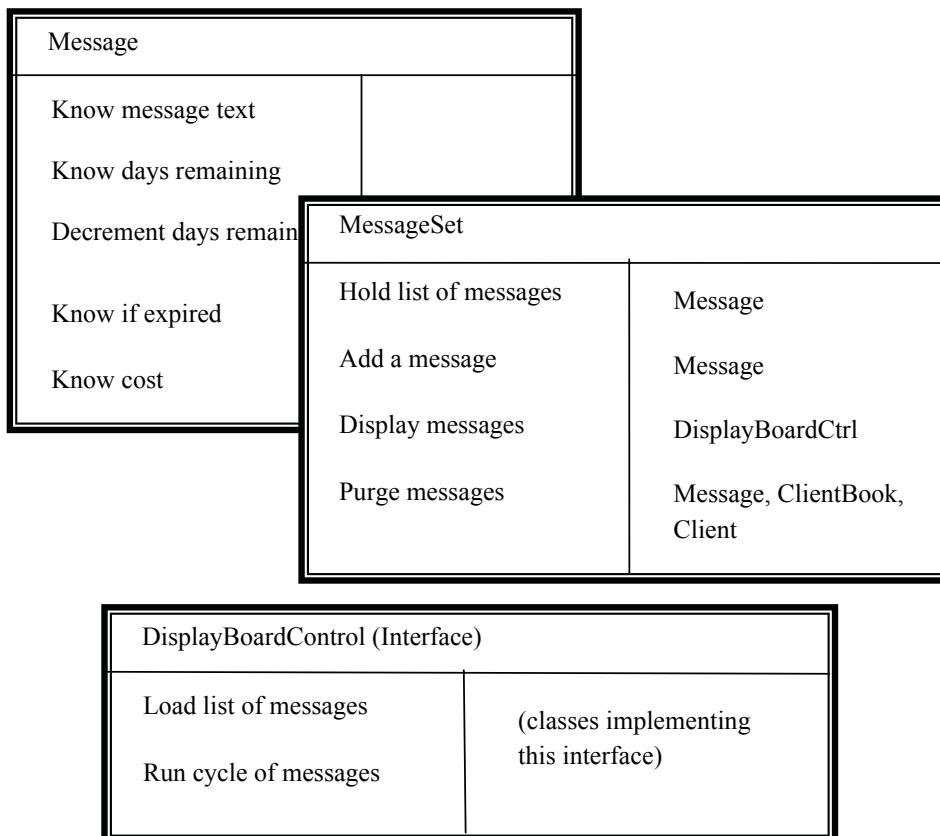 Message
Know message text
Know days remaining
Decrement days remain
Know if expired
Know cost
MessageSet
Hold list of messages
Message
Add a message
Message
Display messages
DisplayBoardCtrl
Purge messages
Message, ClientBook,
Client
DisplayBoardControl (Interface)
Load list of messages
(classes implementing
this interface)
Run cycle of messages